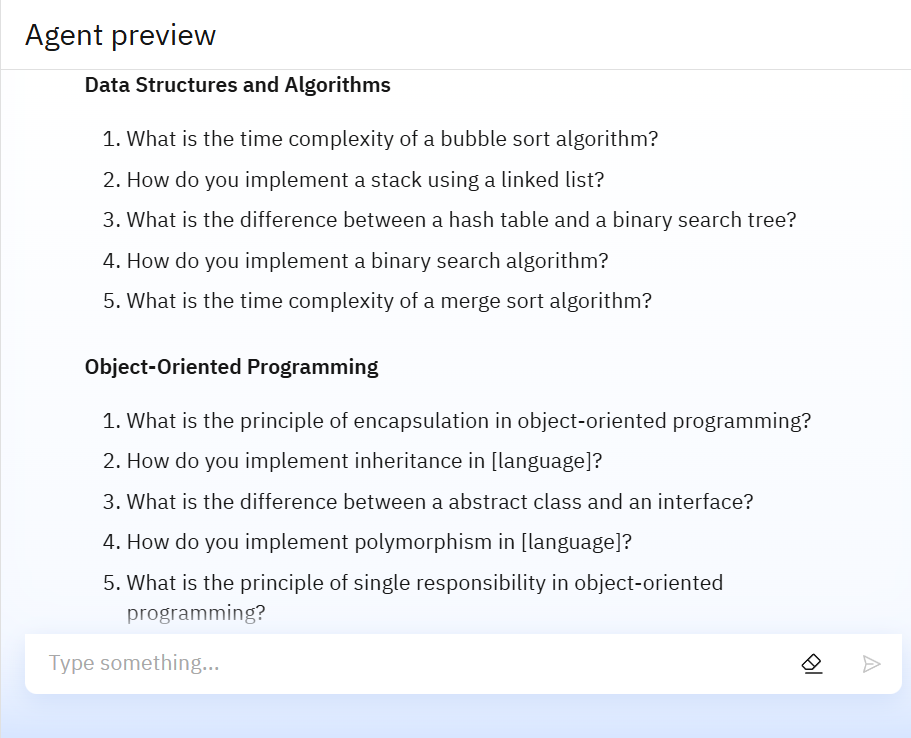 Agent preview
Data Structures and Algorithms
1. What is the time complexity of a bubble sort algorithm?
2. How do you implement a stack using a linked list?
3. What is the difference between a hash table and a binary search tree?
4. How do you implement a binary search algorithm?
5. What is the time complexity of a merge sort algorithm?
Object-Oriented Programming
1. What is the principle of encapsulation in object-oriented programming?
2. How do you implement inheritance in [language]?
3. What is the difference between a abstract class and an interface?
4. How do you implement polymorphism in [language]?
5. What is the principle of single responsibility in object-oriented
programming?
Type something...